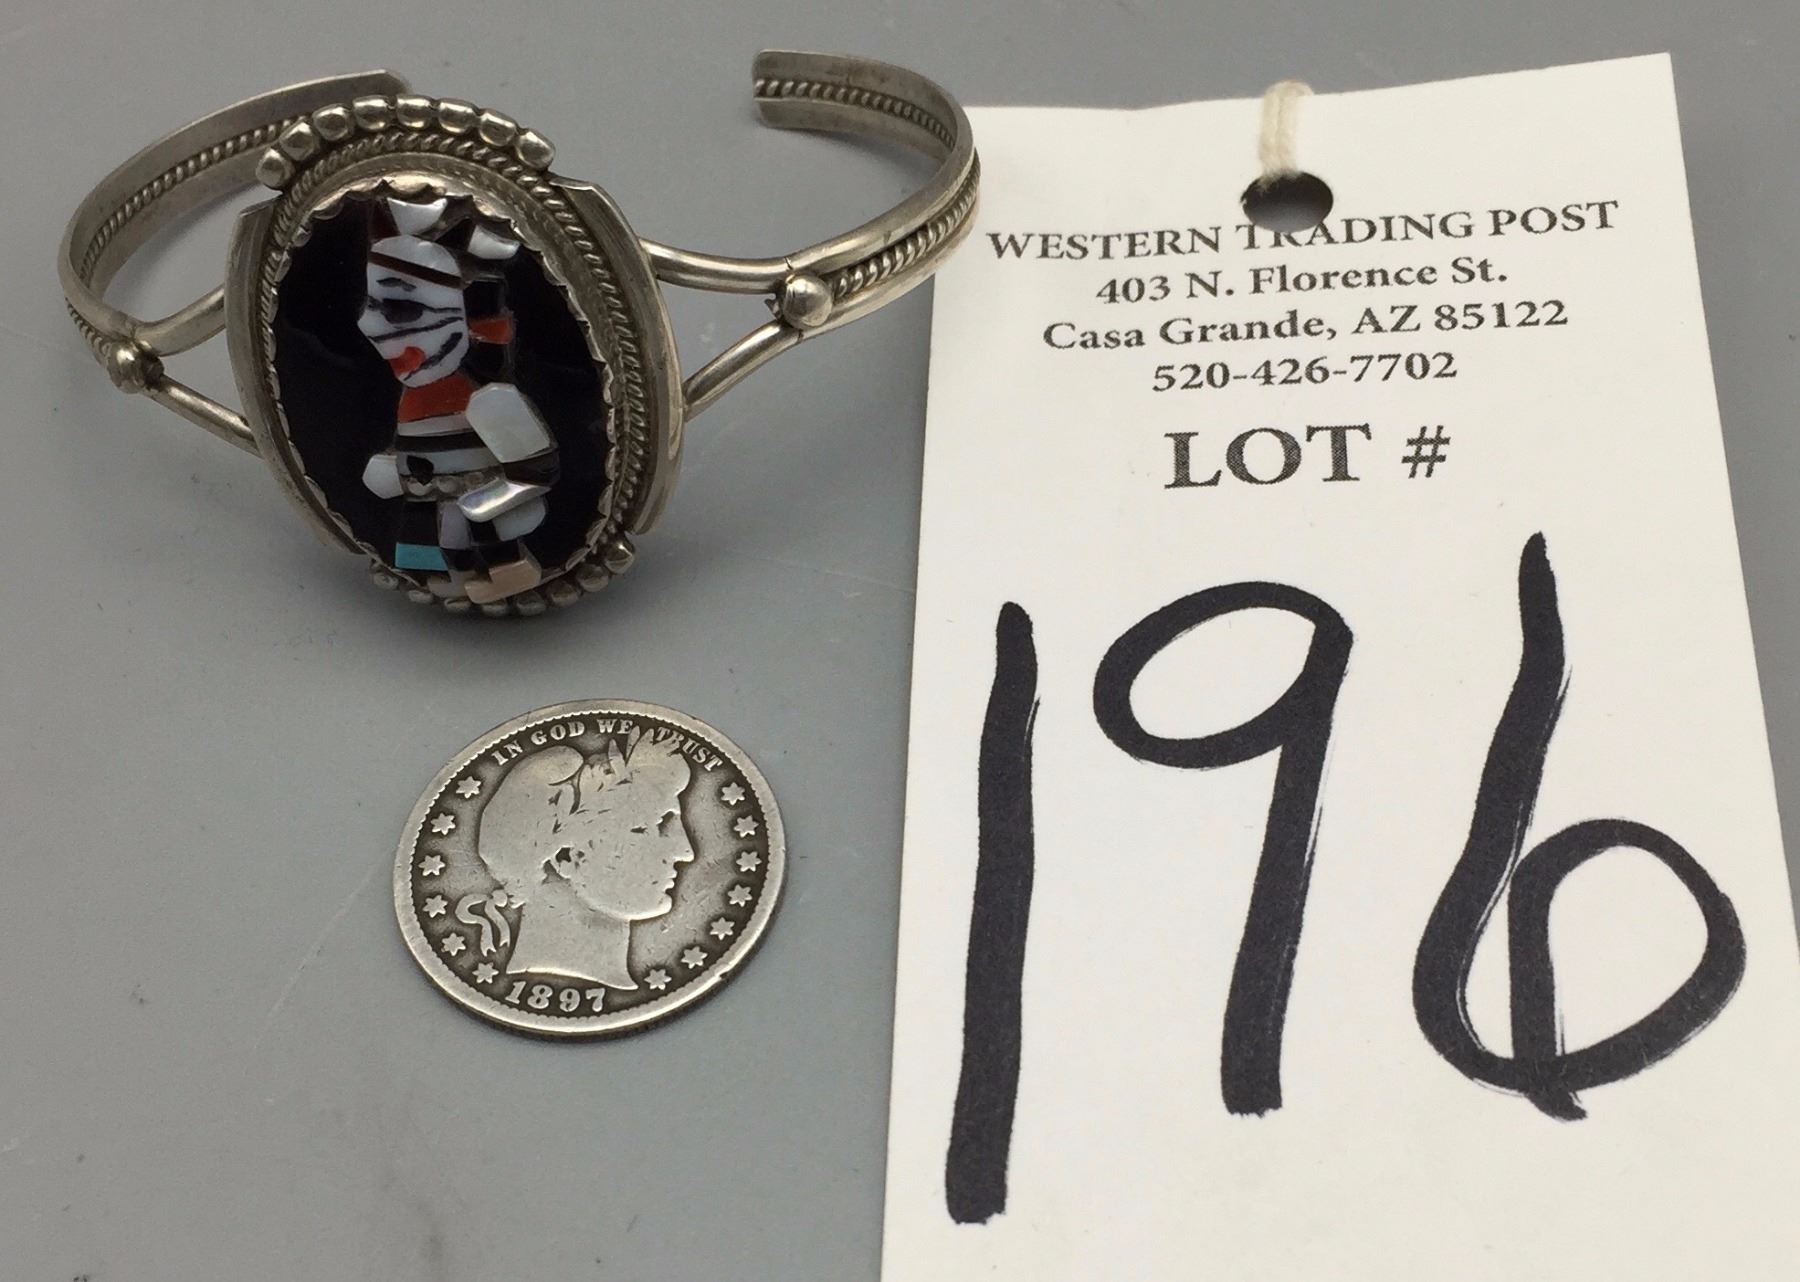 WESTERN TRADING POST
403 N. Florence St.
Casa Grande, AZ 85122
520-426-7702
LOT #
196
IN GOD WE TRUST
1897